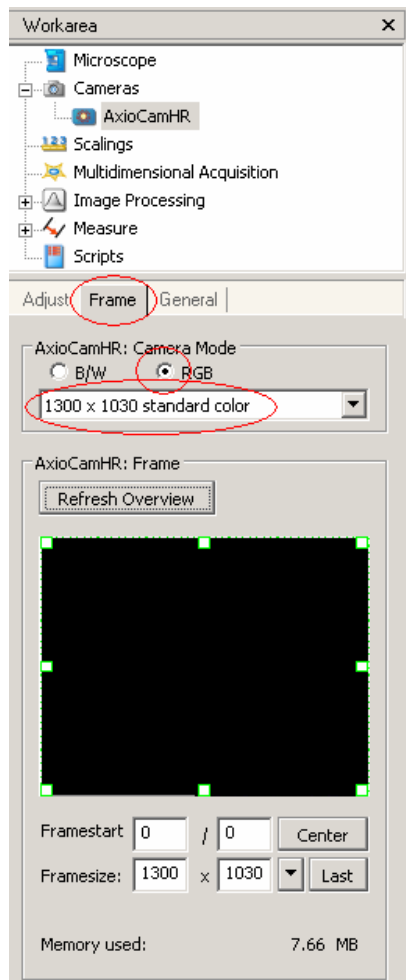 Workarea
Microscope
Cameras
AxioCamHR
Scalings
Multidimensional Acquisition
Image Processing
Measure
Scripts
Adjust Frame General
AxioCamHR: Camera Mode
B/W RGB
1300 x 1030 standard color
AxioCamHR: Frame
Refresh Overview
Framestart 0 / 0 Center
Framesize: 1300 x 1030 Last
Memory used: 7.66 MB